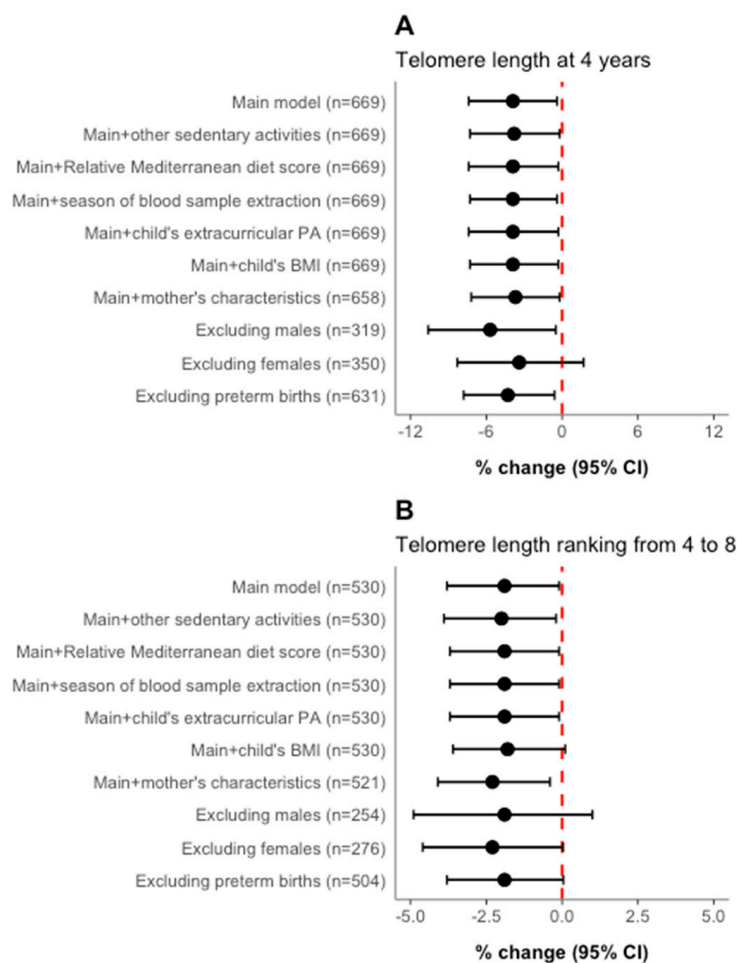 A
Telomere length at 4 years
Main model (n=669)
Main+other sedentary activities (n=669)
Main+Relative Mediterranean diet score (n=669)
Main+season of blood sample extraction (n=669)
Main+child's extracurricular PA (n=669)
Main+child's BMI (n=669)
Main+mother's characteristics (n=658)
Excluding males (n=319)
Excluding females (n=350)
Excluding preterm births (n=631)
-12 -6 0 6 12
% change (95% CI)
B
Telomere length ranking from 4 to 8
Main model (n=530)
Main+other sedentary activities (n=530)
Main+Relative Mediterranean diet score (n=530)
Main+season of blood sample extraction (n=530)
Main+child's extracurricular PA (n=530)
Main+child's BMI (n=530)
Main+mother's characteristics (n=521)
Excluding males (n=254)
Excluding females (n=276)
Excluding preterm births (n=504)
-5.0 -2.5 0.0 2.5 5.0
% change (95% CI)